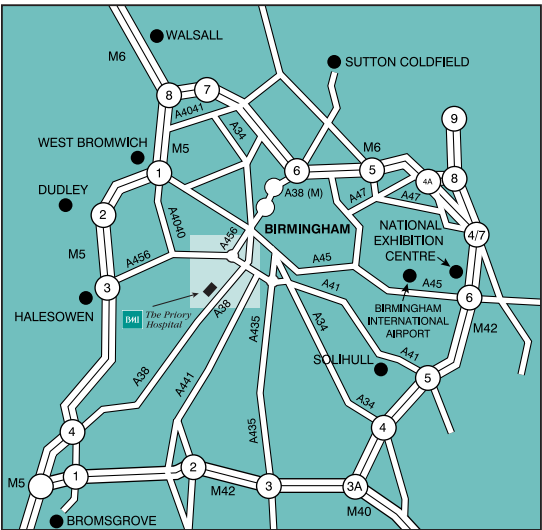 WALSALL
M6
SUTTON COLDFIELD
8
7
A4041
A34
9
WEST BROMWICH
M5
M6
1
6
5
4A
8
A38 (M)
A47
A47
DUDLEY
2
A4040
A456
BIRMINGHAM
NATIONAL
EXHIBITION
CENTRE
4/7
M5
A456
A45
A45
3
A41
6
HALESOWEN
BMI The Priory
Hospital
A38
A435
A34
BIRMINGHAM
INTERNATIONAL
AIRPORT
M42
SOLIHULL
A41
5
A38
A441
A34
4
A435
4
M5
1
2
M42
3
3A
M40
BROMSGROVE